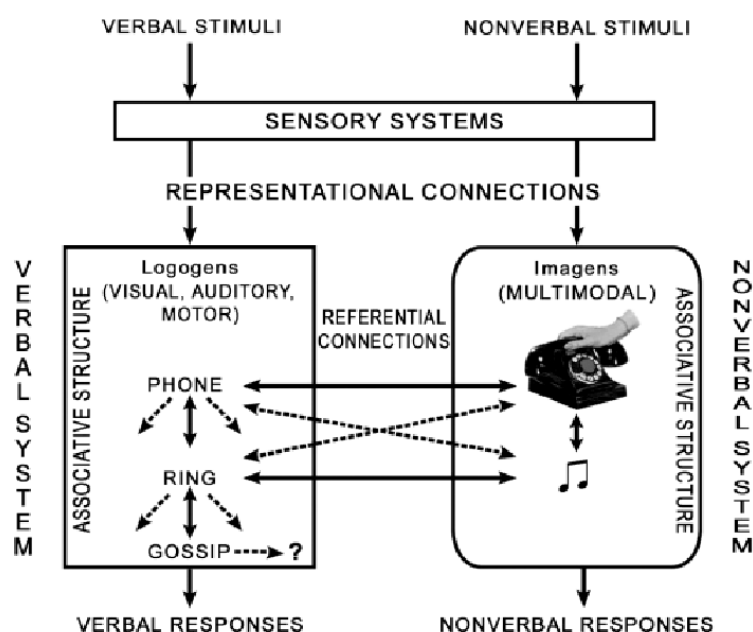 VERBAL STIMULI
NONVERBAL STIMULI
SENSORY SYSTEMS
REPRESENTATIONAL CONNECTIONS
VERBAL SYSTEM
ASSOCIATIVE STRUCTURE
Logogens
(VISUAL, AUDITORY,
MOTOR)
PHONE
RING
GOSSIP ?
REFERENTIAL
CONNECTIONS
Imagens
(MULTIMODAL)
ASSOCIATIVE STRUCTURE
NONVERBAL SYSTEM
VERBAL RESPONSES
NONVERBAL RESPONSES